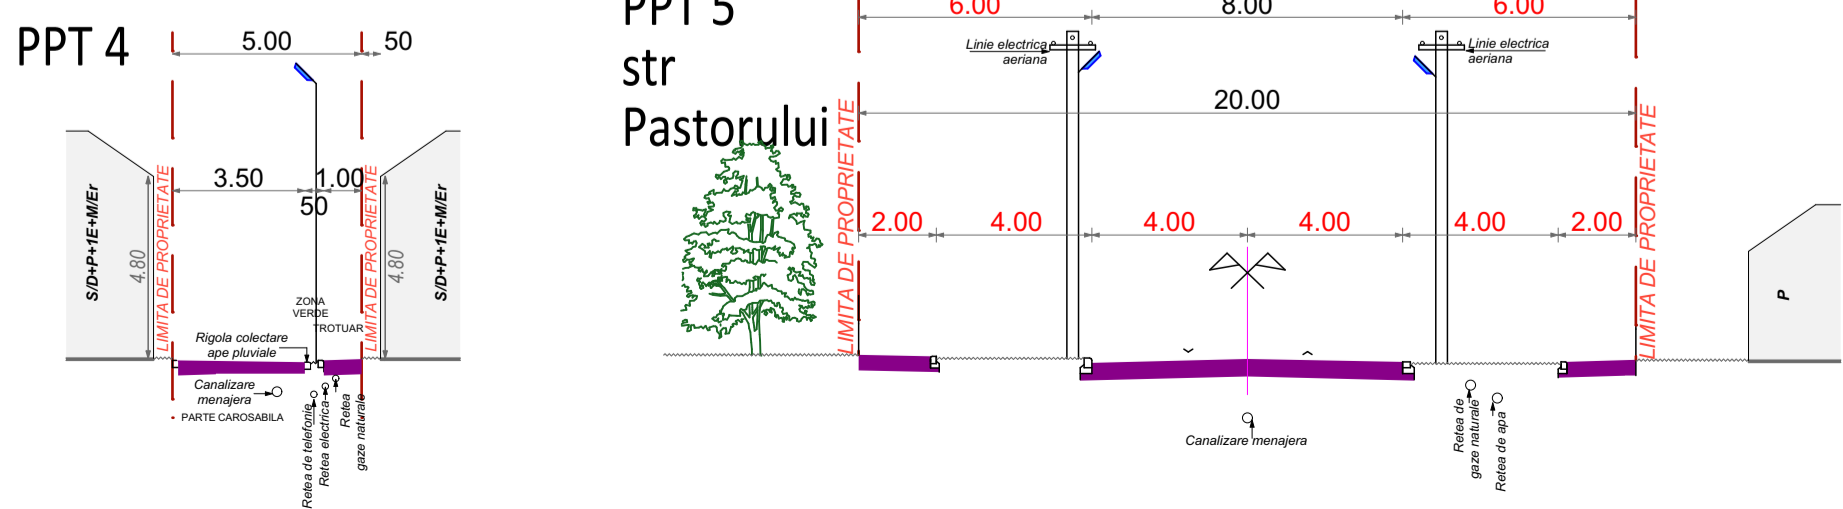 PPT 4
5.00
50
3.50
1.00
50
LIMITA DE PROPRIETATE
LIMITA DE PROPRIETATE
S/D+P+1E+M/Er
4.80
4.80
S/D+P+1E+M/Er
ZONA
VERDE
TROTUAR
Rigola colectare
ape pluviale
Canalizare
menajera
PARTE CAROSABILA
Retea de telefonie
Retea electrica
Retea
gaze naturale
PPT 5
str
Pastorului
6.00
8.00
6.00
Linie electrica
aeriana
Linie electrica
aeriana
20.00
LIMITA DE PROPRIETATE
LIMITA DE PROPRIETATE
2.00
4.00
4.00
4.00
4.00
2.00
P
Canalizare menajera
Retea de
gaze naturale
Retea de apa